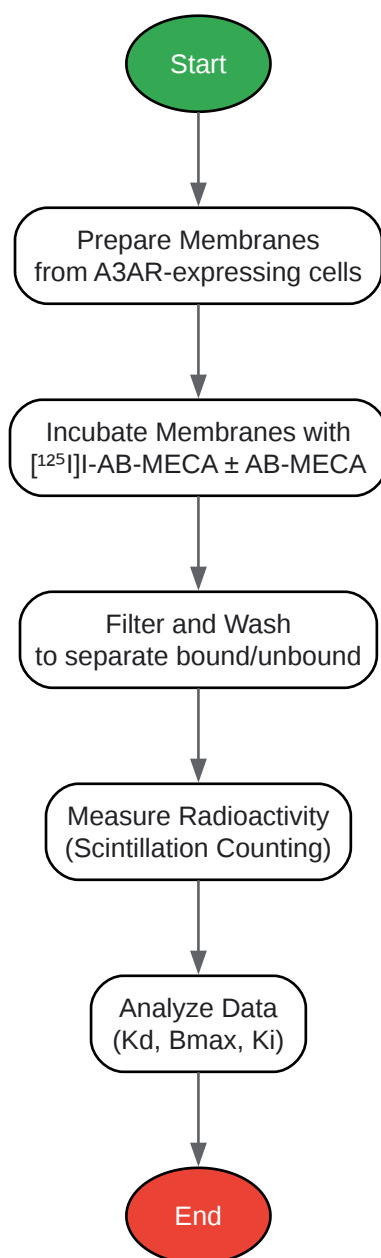 Start
Prepare Membranes
from A3AR-expressing cells
Incubate Membranes with
[¹²⁵I]I-AB-MECA ± AB-MECA
Filter and Wash
to separate bound/unbound
Measure Radioactivity
(Scintillation Counting)
Analyze Data
(Kd, Bmax, Ki)
End